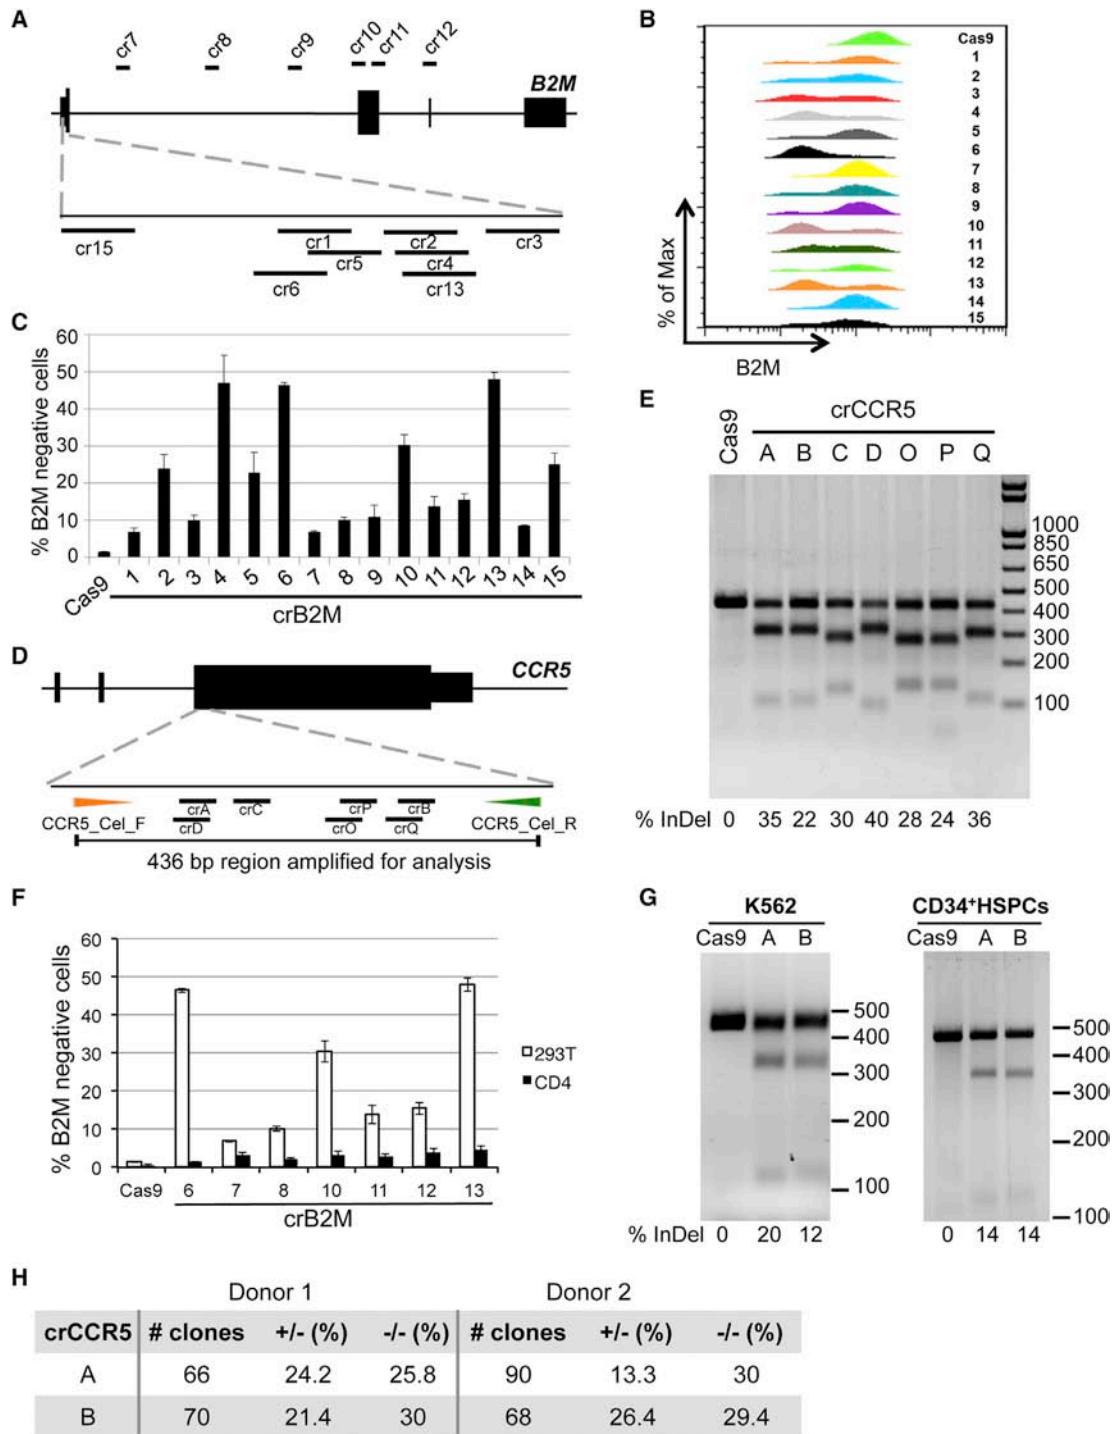 A
cr7 cr8 cr9 cr10 cr11 cr12
B2M
cr15 cr1 cr2 cr3
cr5 cr4
cr6 cr13
B
Cas9
1
2
3
4
5
6
7
8
9
10
11
12
13
14
15
% of Max
B2M
C
% B2M negative cells
60
50
40
30
20
10
0
Cas9 1 2 3 4 5 6 7 8 9 10 11 12 13 14 15
crB2M
D
CCR5
crA crC crP crB
CCR5_Cel_F crD crO crQ CCR5_Cel_R
436 bp region amplified for analysis
E
crCCR5
Cas9 A B C D O P Q
1000
850
650
500
400
300
200
100
% InDel 0 35 22 30 40 28 24 36
F
% B2M negative cells
60
50
40
30
20
10
0
293T
CD4
Cas9 6 7 8 10 11 12 13
crB2M
G
K562
Cas9 A B
500
400
300
200
100
% InDel 0 20 12
CD34+HSPCs
Cas9 A B
500
400
300
200
100
0 14 14
H
Donor 1 Donor 2
crCCR5 # clones +/- (%) -/- (%) # clones +/- (%) -/- (%)
A 66 24.2 25.8 90 13.3 30
B 70 21.4 30 68 26.4 29.4